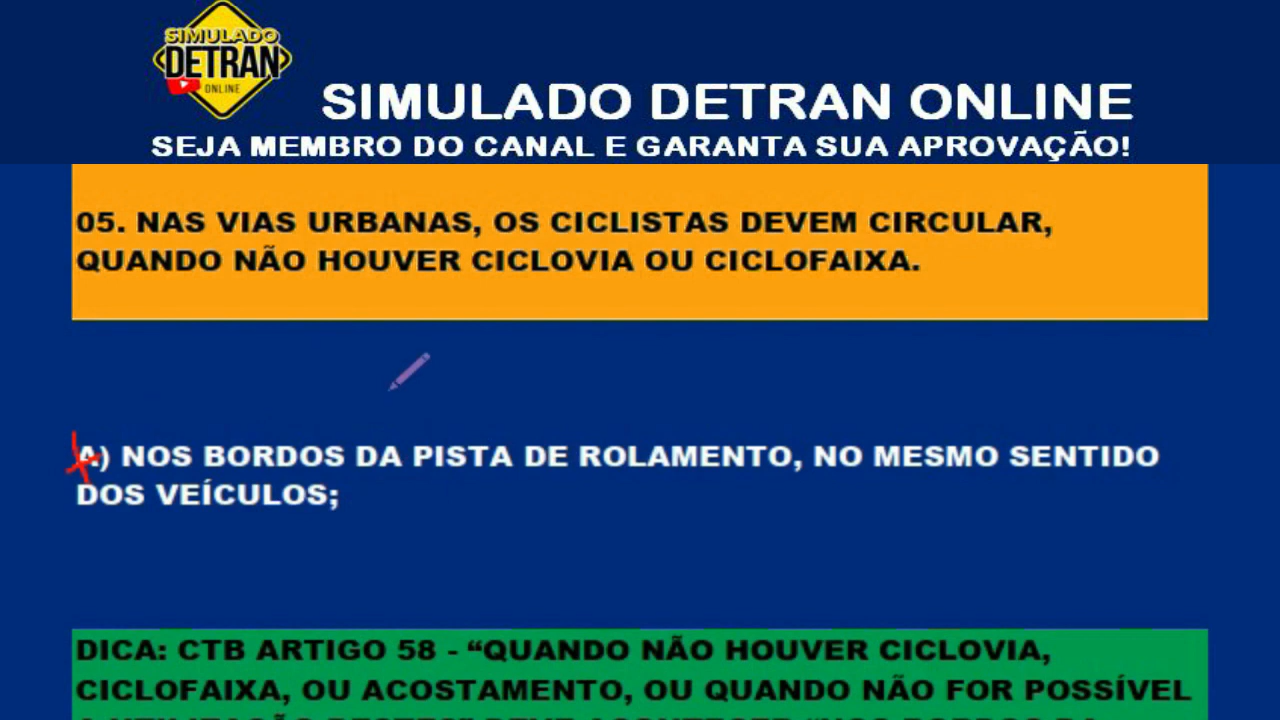 SIMULADO
DETRAN
ONLINE
SIMULADO DETRAN ONLINE
SEJA MEMBRO DO CANAL E GARANTA SUA APROVAÇÃO!
05. NAS VIAS URBANAS, OS CICLISTAS DEVEM CIRCULAR,
QUANDO NÃO HOUVER CICLOVIA OU CICLOFAIXA.
A) NOS BORDOS DA PISTA DE ROLAMENTO, NO MESMO SENTIDO
DOS VEÍCULOS;
DICA: CTB ARTIGO 58 - “QUANDO NÃO HOUVER CICLOVIA,
CICLOFAIXA, OU ACOSTAMENTO, OU QUANDO NÃO FOR POSSÍVEL